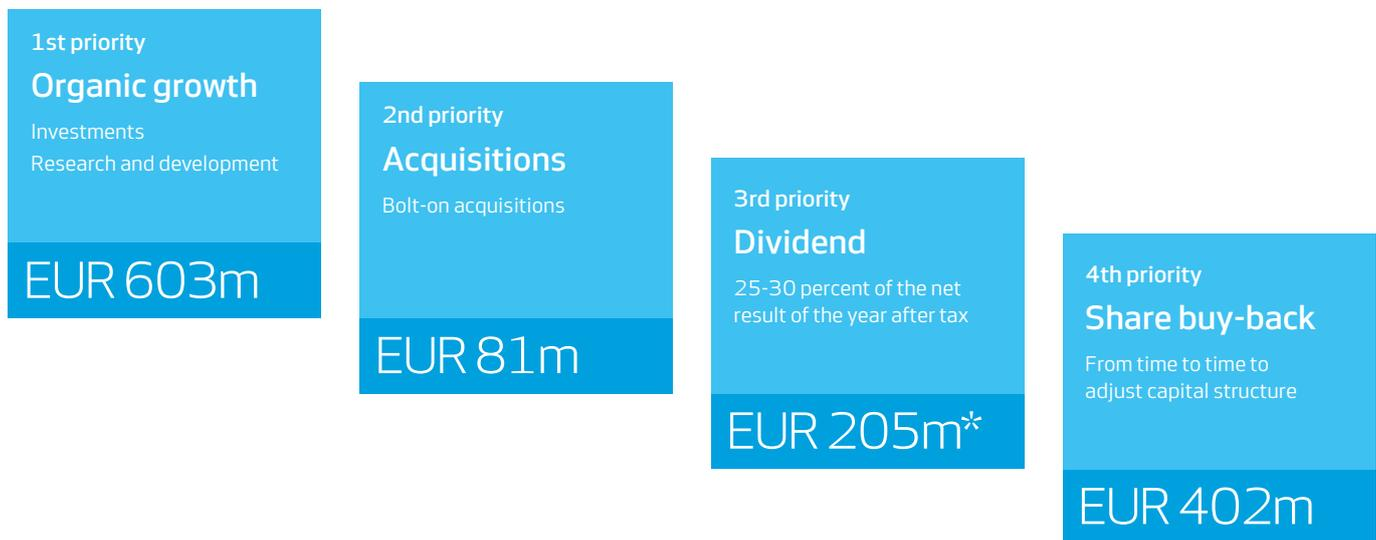 1st priority
Organic growth
Investments
Research and development
EUR 603m
2nd priority
Acquisitions
Bolt-on acquisitions
EUR 81m
3rd priority
Dividend
25-30 percent of the net
result of the year after tax
EUR 205m*
4th priority
Share buy-back
From time to time to
adjust capital structure
EUR 402m